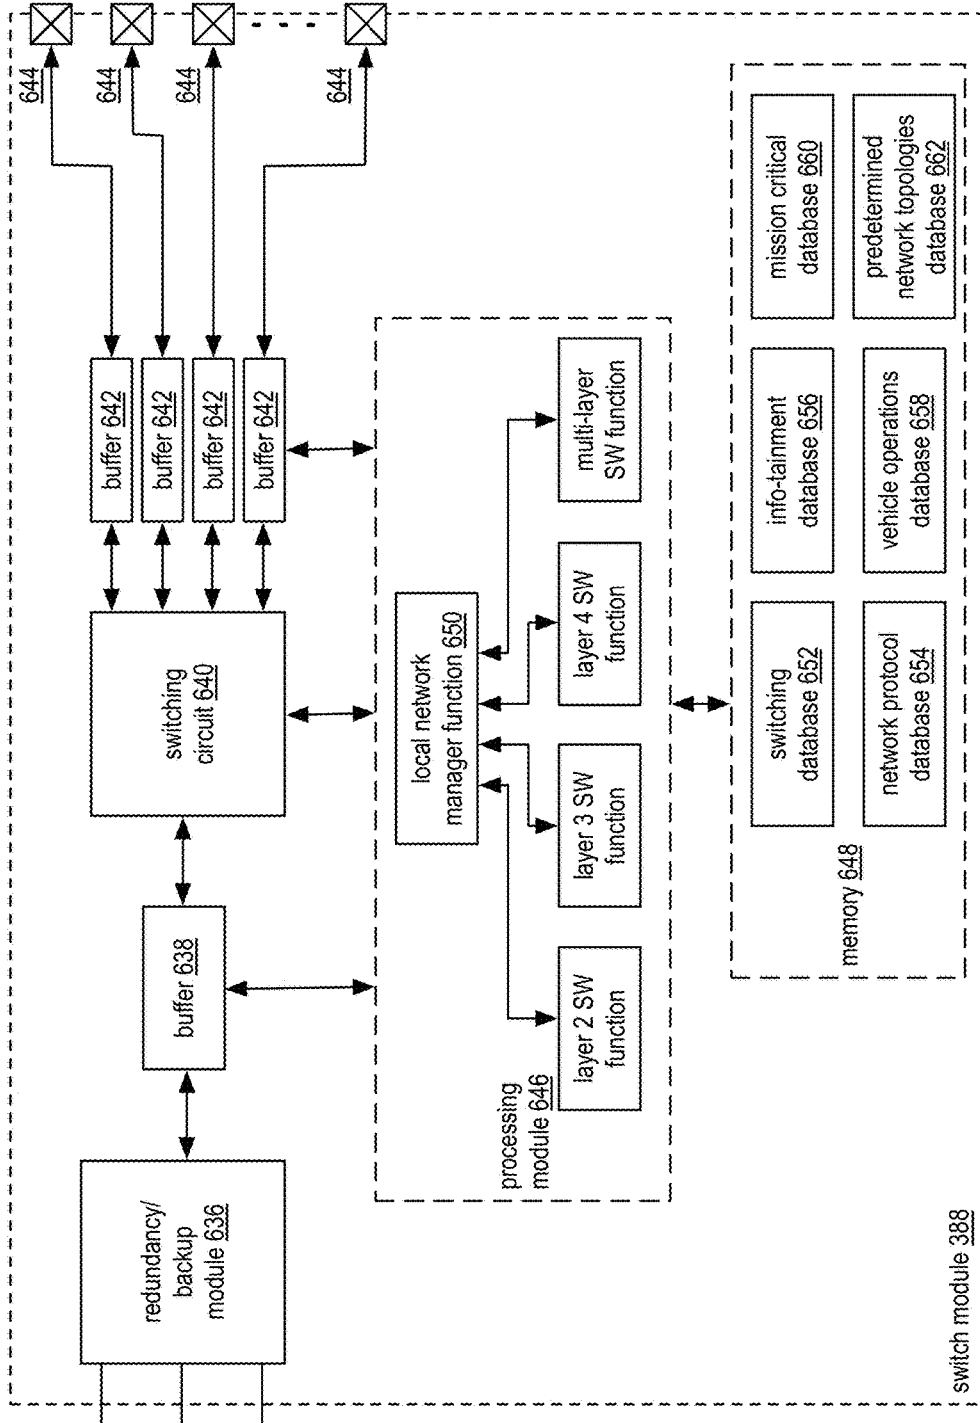 redundancy/
backup
module 636
buffer 638
switching
circuit 640
buffer 642
buffer 642
buffer 642
buffer 642
644
644
644
644
processing
module 646
local network
manager function 650
layer 2 SW
function
layer 3 SW
function
layer 4 SW
function
multi-layer
SW function
memory 648
switching
database 652
info-tainment
database 656
mission critical
database 660
network protocol
database 654
vehicle operations
database 658
predetermined
network topologies
database 662
switch module 388